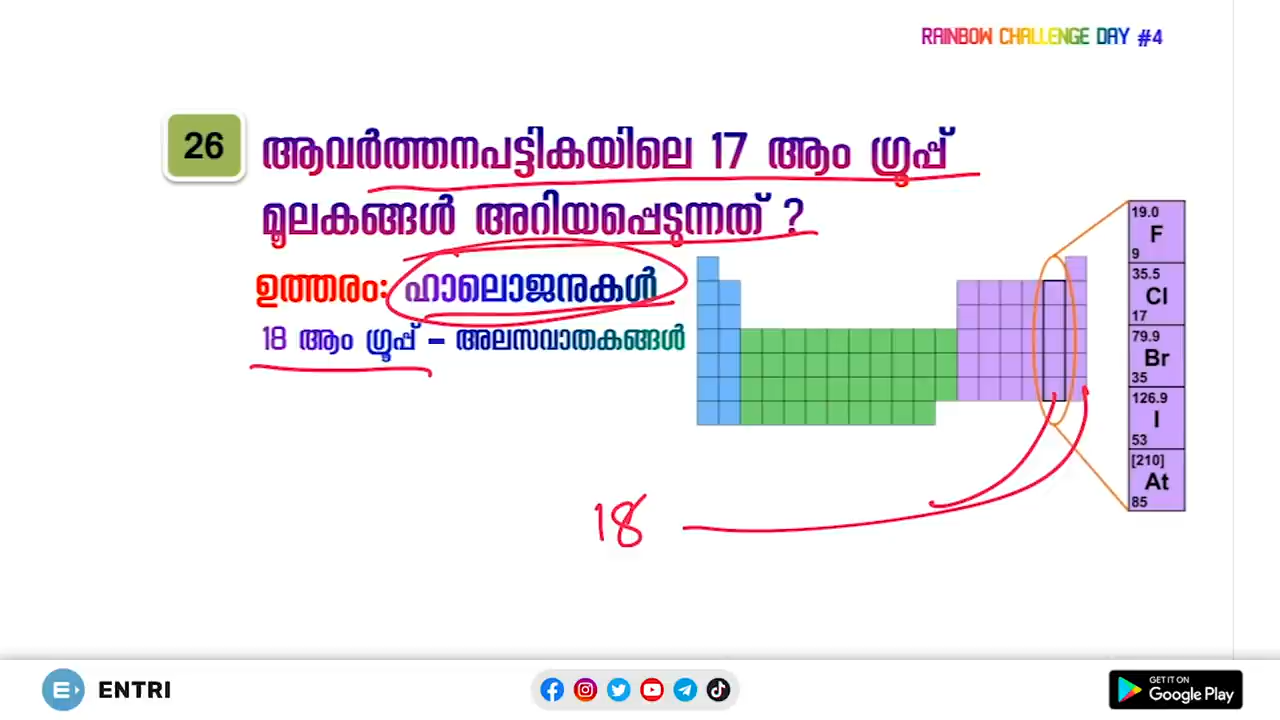 RAINBOW CHALLENGE DAY #4
26
ആവർത്തനപട്ടികയിലെ 17 ആം ഗ്രൂപ്പ്
മൂലകങ്ങൾ അറിയപ്പെടുന്നത് ?
ഉത്തരം: ഹാലൊജനുകൾ
18 ആം ഗ്രൂപ്പ് – അലസവാതകങ്ങൾ
19.0
F
9
35.5
Cl
17
79.9
Br
35
126.9
I
53
[210]
At
85
18
ENTRI
GET IT ON
Google Play